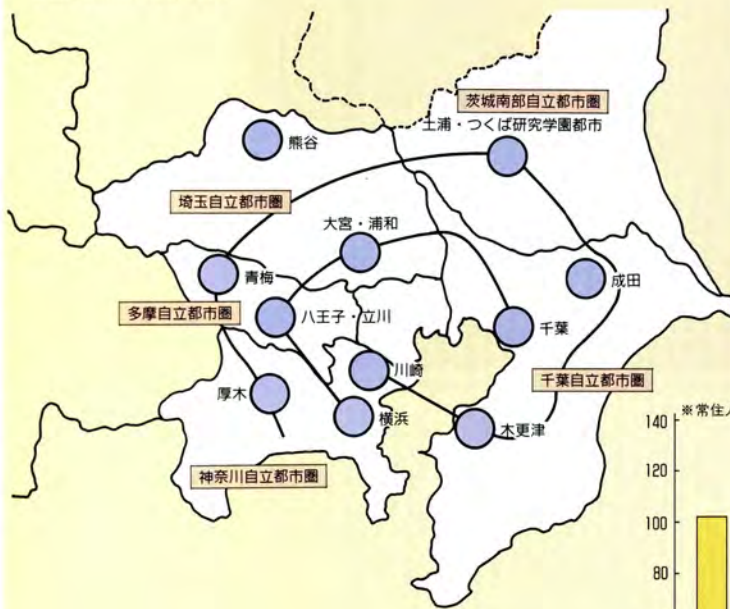 茨城南部自立都市圏
土浦・つくば研究学園都市
熊谷
埼玉自立都市圏
大宮・浦和
青梅
成田
多摩自立都市圏
八王子・立川
千葉
川崎
千葉自立都市圏
厚木
横浜
木更津
神奈川自立都市圏
※常住
140
120
100
80